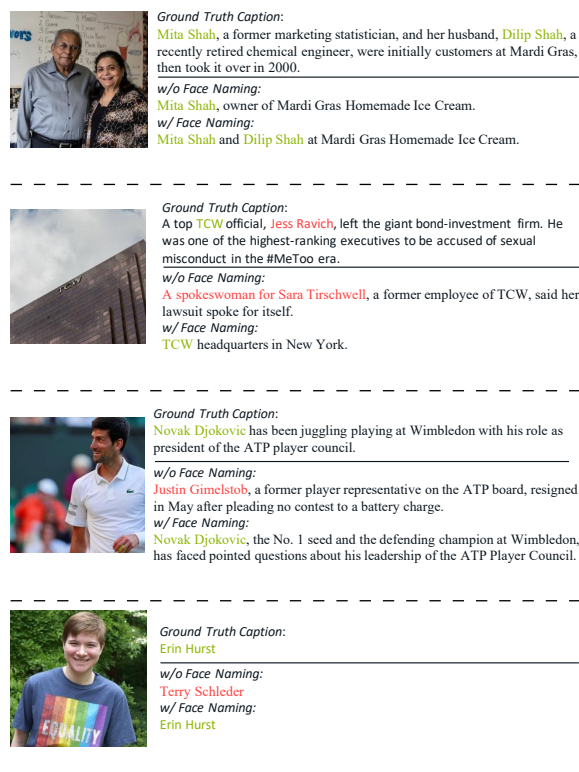 Ground Truth Caption:
Mita Shah, a former marketing statistician, and her husband, Dilip Shah, a
recently retired chemical engineer, were initially customers at Mardi Gras,
then took it over in 2000.
w/o Face Naming:
Mita Shah, owner of Mardi Gras Homemade Ice Cream.
w/ Face Naming:
Mita Shah and Dilip Shah at Mardi Gras Homemade Ice Cream.
TCW
Ground Truth Caption:
A top TCW official, Jess Ravich, left the giant bond-investment firm. He
was one of the highest-ranking executives to be accused of sexual
misconduct in the #MeToo era.
w/o Face Naming:
A spokeswoman for Sara Tirschwell, a former employee of TCW, said her
lawsuit spoke for itself.
w/ Face Naming:
TCW headquarters in New York.
Ground Truth Caption:
Novak Djokovic has been juggling playing at Wimbledon with his role as
president of the ATP player council.
w/o Face Naming:
Justin Gimelstob, a former player representative on the ATP board, resigned
in May after pleading no contest to a battery charge.
w/ Face Naming:
Novak Djokovic, the No. 1 seed and the defending champion at Wimbledon,
has faced pointed questions about his leadership of the ATP Player Council.
EQUALITY
Ground Truth Caption:
Erin Hurst
w/o Face Naming:
Terry Schleder
w/ Face Naming:
Erin Hurst